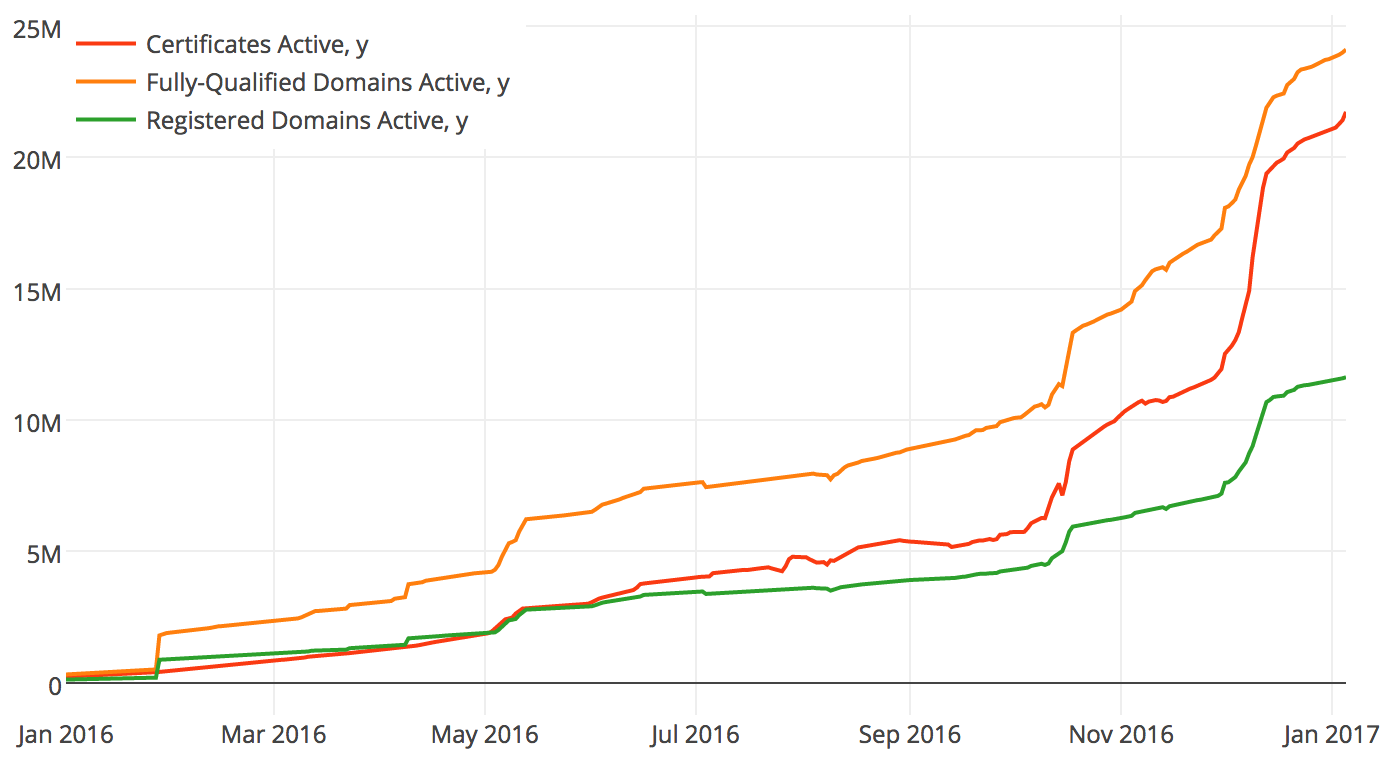 25M
Certificates Active, y
Fully-Qualified Domains Active, y
Registered Domains Active, y
20M
15M
10M
5M
0
Jan 2016 Mar 2016 May 2016 Jul 2016 Sep 2016 Nov 2016 Jan 2017